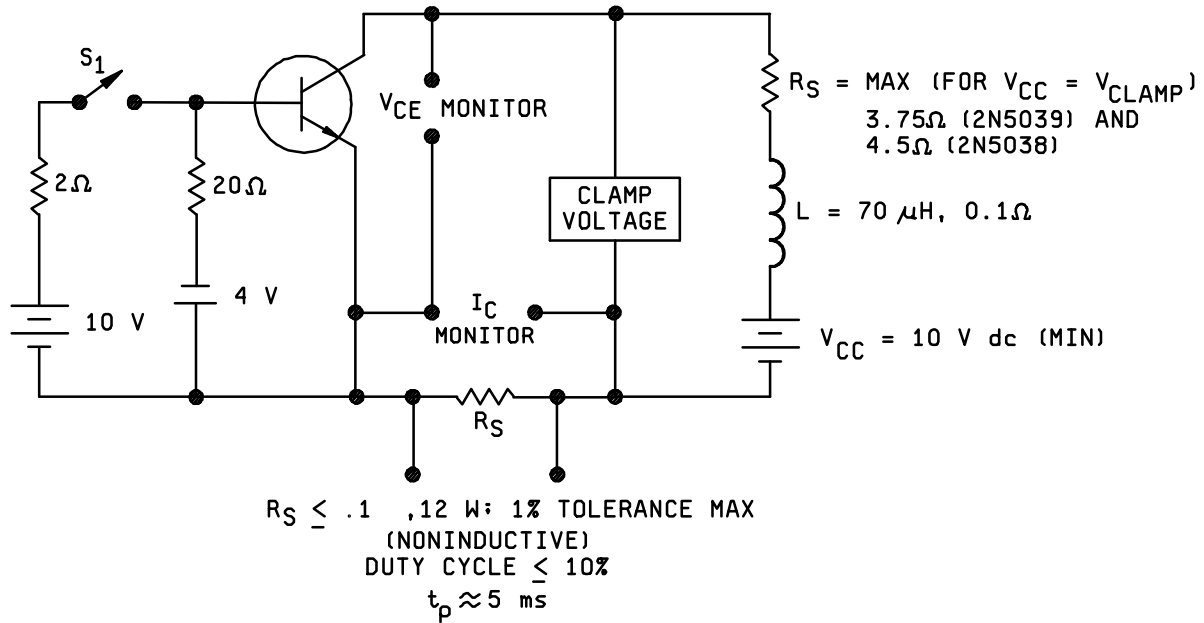 S1
2Ω
10 V
20Ω
4 V
VCE MONITOR
IC
MONITOR
CLAMP
VOLTAGE
RS = MAX (FOR VCC = VCLAMP)
3.75Ω (2N5039) AND
4.5Ω (2N5038)
L = 70 μH, 0.1Ω
VCC = 10 V dc (MIN)
RS
RS ≤ .1 ,12 W; 1% TOLERANCE MAX
(NONINDUCTIVE)
DUTY CYCLE ≤ 10%
tp ≈ 5 ms